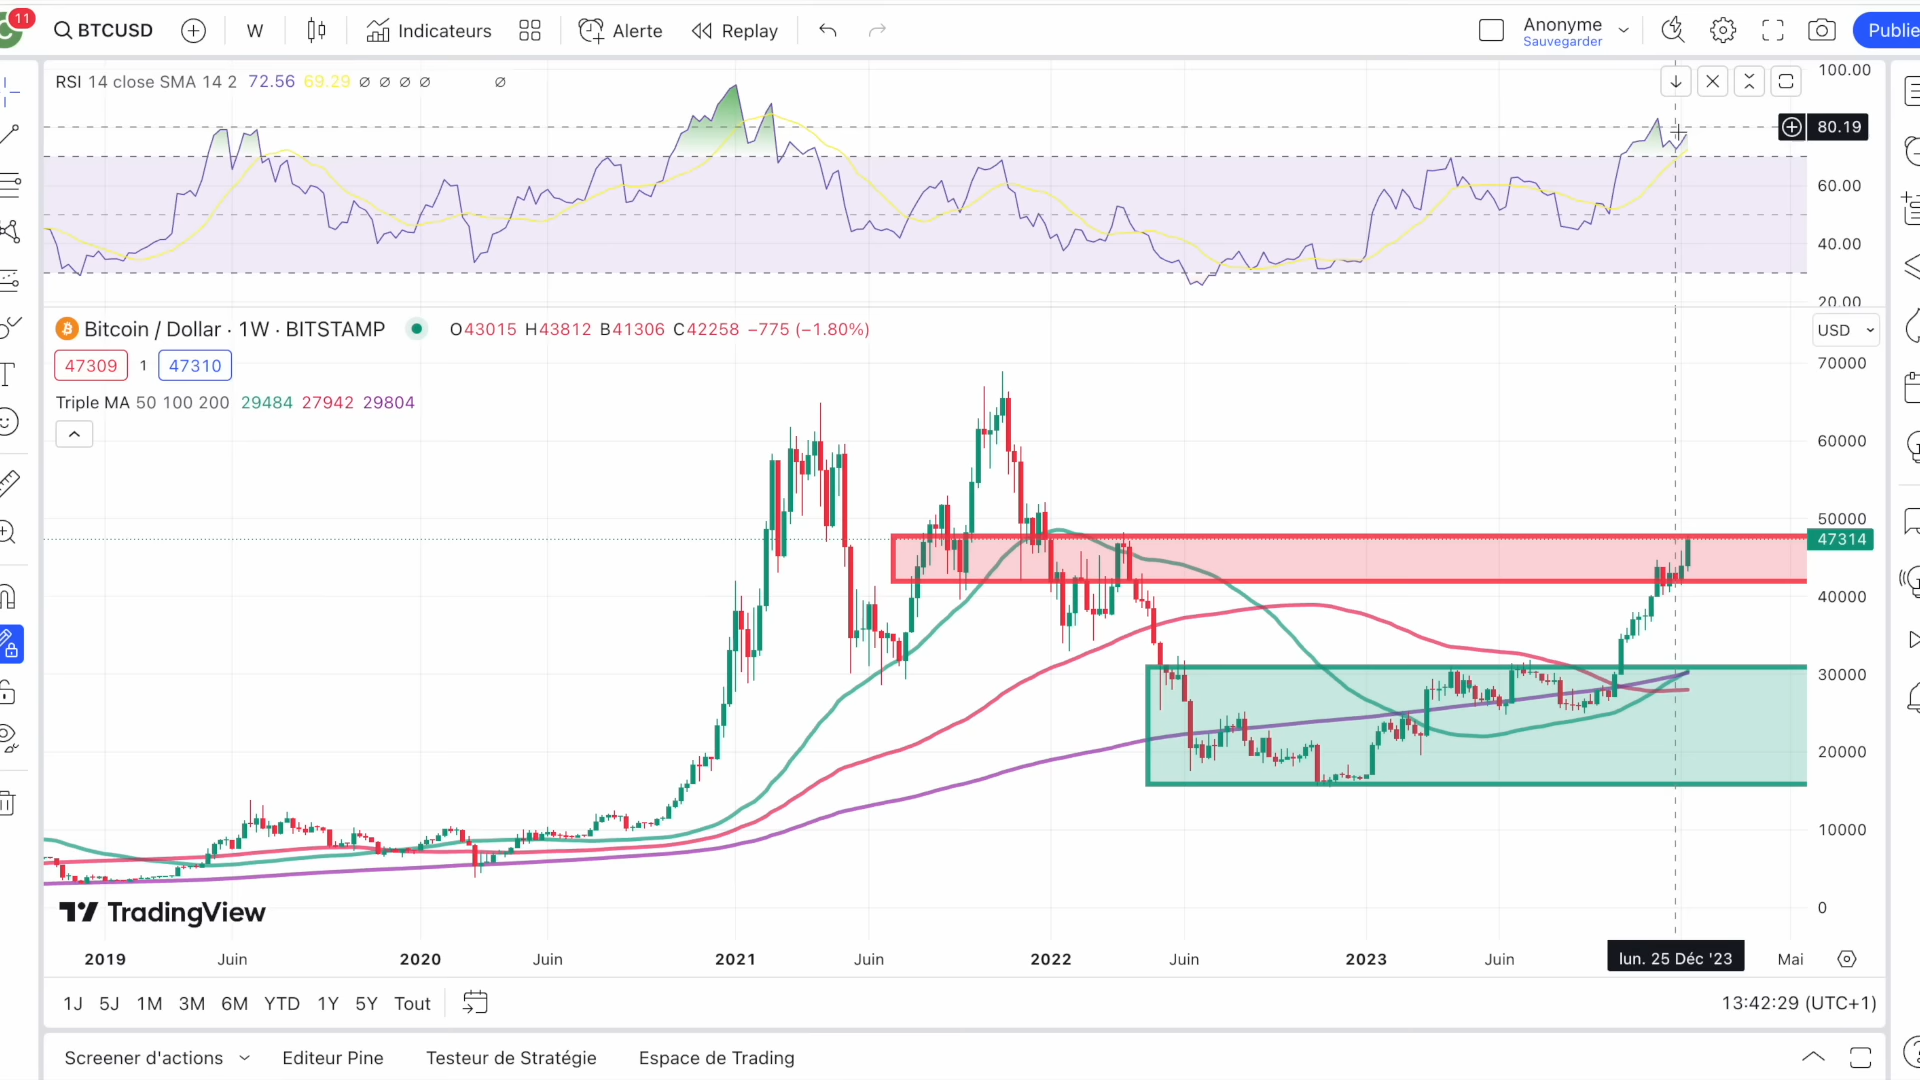 11
BTCUSD W Indicateurs Alerte Replay Anonyme Sauvegarder Publie
RSI 14 close SMA 14 2 72.56 69.29 ∅ ∅ ∅ ∅ ∅
100.00
80.19
60.00
40.00
20.00
Bitcoin / Dollar · 1W · BITSTAMP O43015 H43812 B41306 C42258 −775 (−1.80%)
USD
47309 1 47310
Triple MA 50 100 200 29484 27942 29804
70000
60000
50000
47314
40000
30000
20000
10000
0
TradingView
2019 Juin 2020 Juin 2021 Juin 2022 Juin 2023 Juin lun. 25 Déc '23 Mai
1J 5J 1M 3M 6M YTD 1Y 5Y Tout 13:42:29 (UTC+1)
Screener d'actions Editeur Pine Testeur de Stratégie Espace de Trading